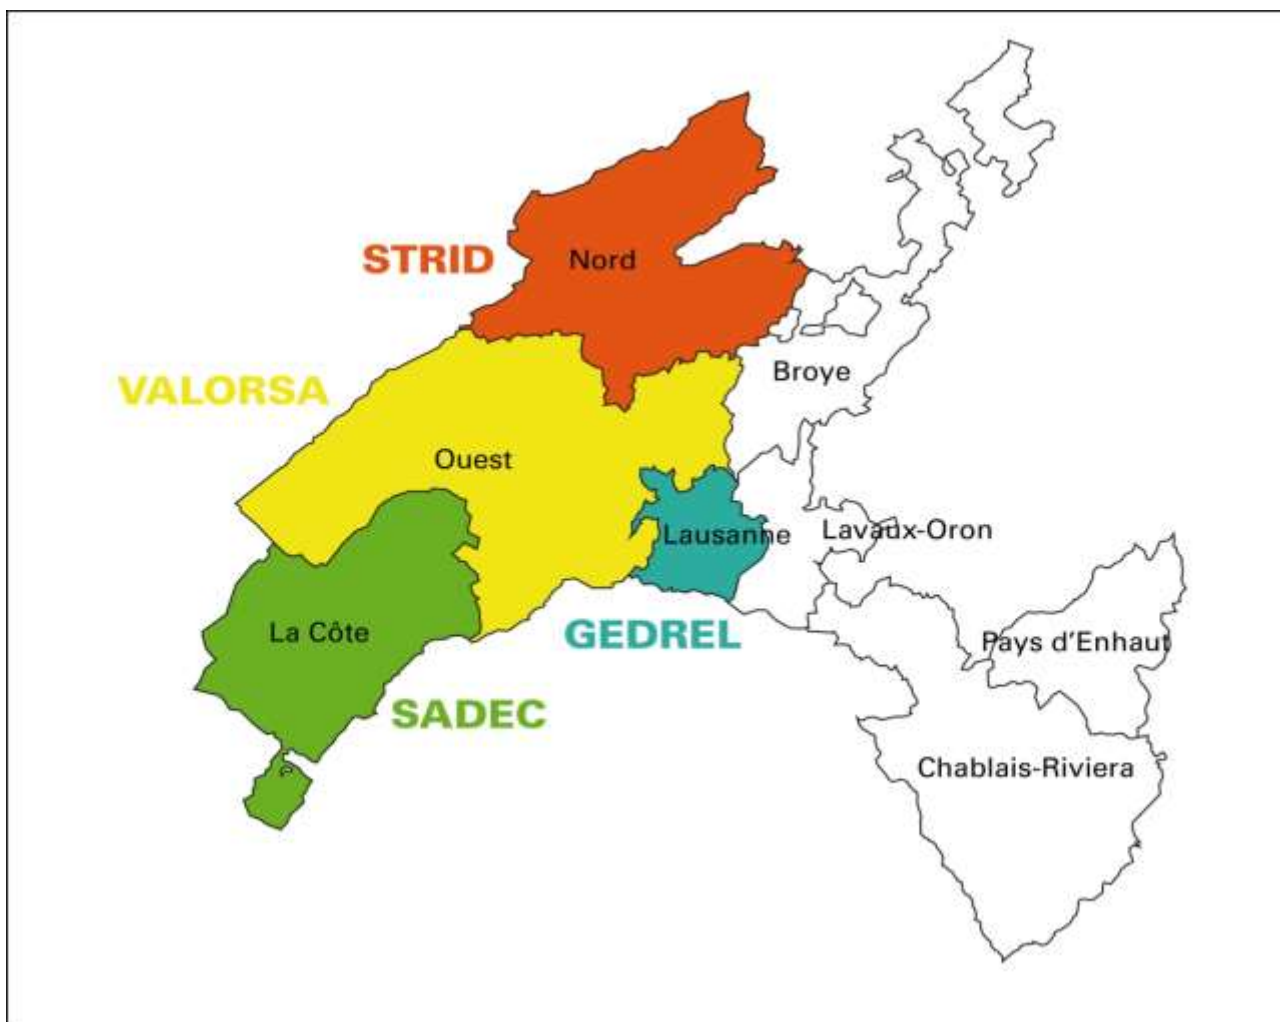 STRID
Nord
Broye
VALORSA
Ouest
Lausanne
Lavaux-Oron
La Côte
GEDREL
Pays d'Enhaut
SADEC
Chablais-Riviera